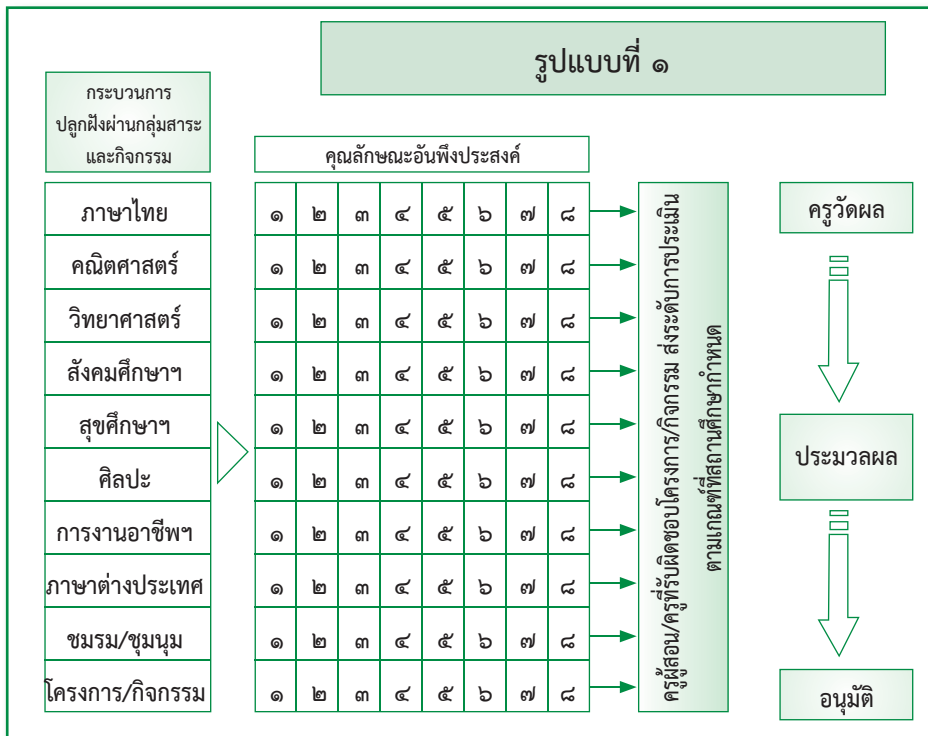 รูปแบบที่ ๑
กระบวนการ
ปลูกฝังผ่านกลุ่มสาระ
และกิจกรรม
คุณลักษณะอันพึงประสงค์
ภาษาไทย ๑ ๒ ๓ ๔ ๕ ๖ ๗ ๘
คณิตศาสตร์ ๑ ๒ ๓ ๔ ๕ ๖ ๗ ๘
วิทยาศาสตร์ ๑ ๒ ๓ ๔ ๕ ๖ ๗ ๘
สังคมศึกษาฯ ๑ ๒ ๓ ๔ ๕ ๖ ๗ ๘
สุขศึกษาฯ ๑ ๒ ๓ ๔ ๕ ๖ ๗ ๘
ศิลปะ ๑ ๒ ๓ ๔ ๕ ๖ ๗ ๘
การงานอาชีพฯ ๑ ๒ ๓ ๔ ๕ ๖ ๗ ๘
ภาษาต่างประเทศ ๑ ๒ ๓ ๔ ๕ ๖ ๗ ๘
ชมรม/ชุมนุม ๑ ๒ ๓ ๔ ๕ ๖ ๗ ๘
โครงการ/กิจกรรม ๑ ๒ ๓ ๔ ๕ ๖ ๗ ๘
ครูผู้สอน/ครูที่รับผิดชอบโครงการ/กิจกรรม ส่งระดับการประเมิน
ตามเกณฑ์ที่สถานศึกษากำหนด
ครูวัดผล
ประมวลผล
อนุมัติ